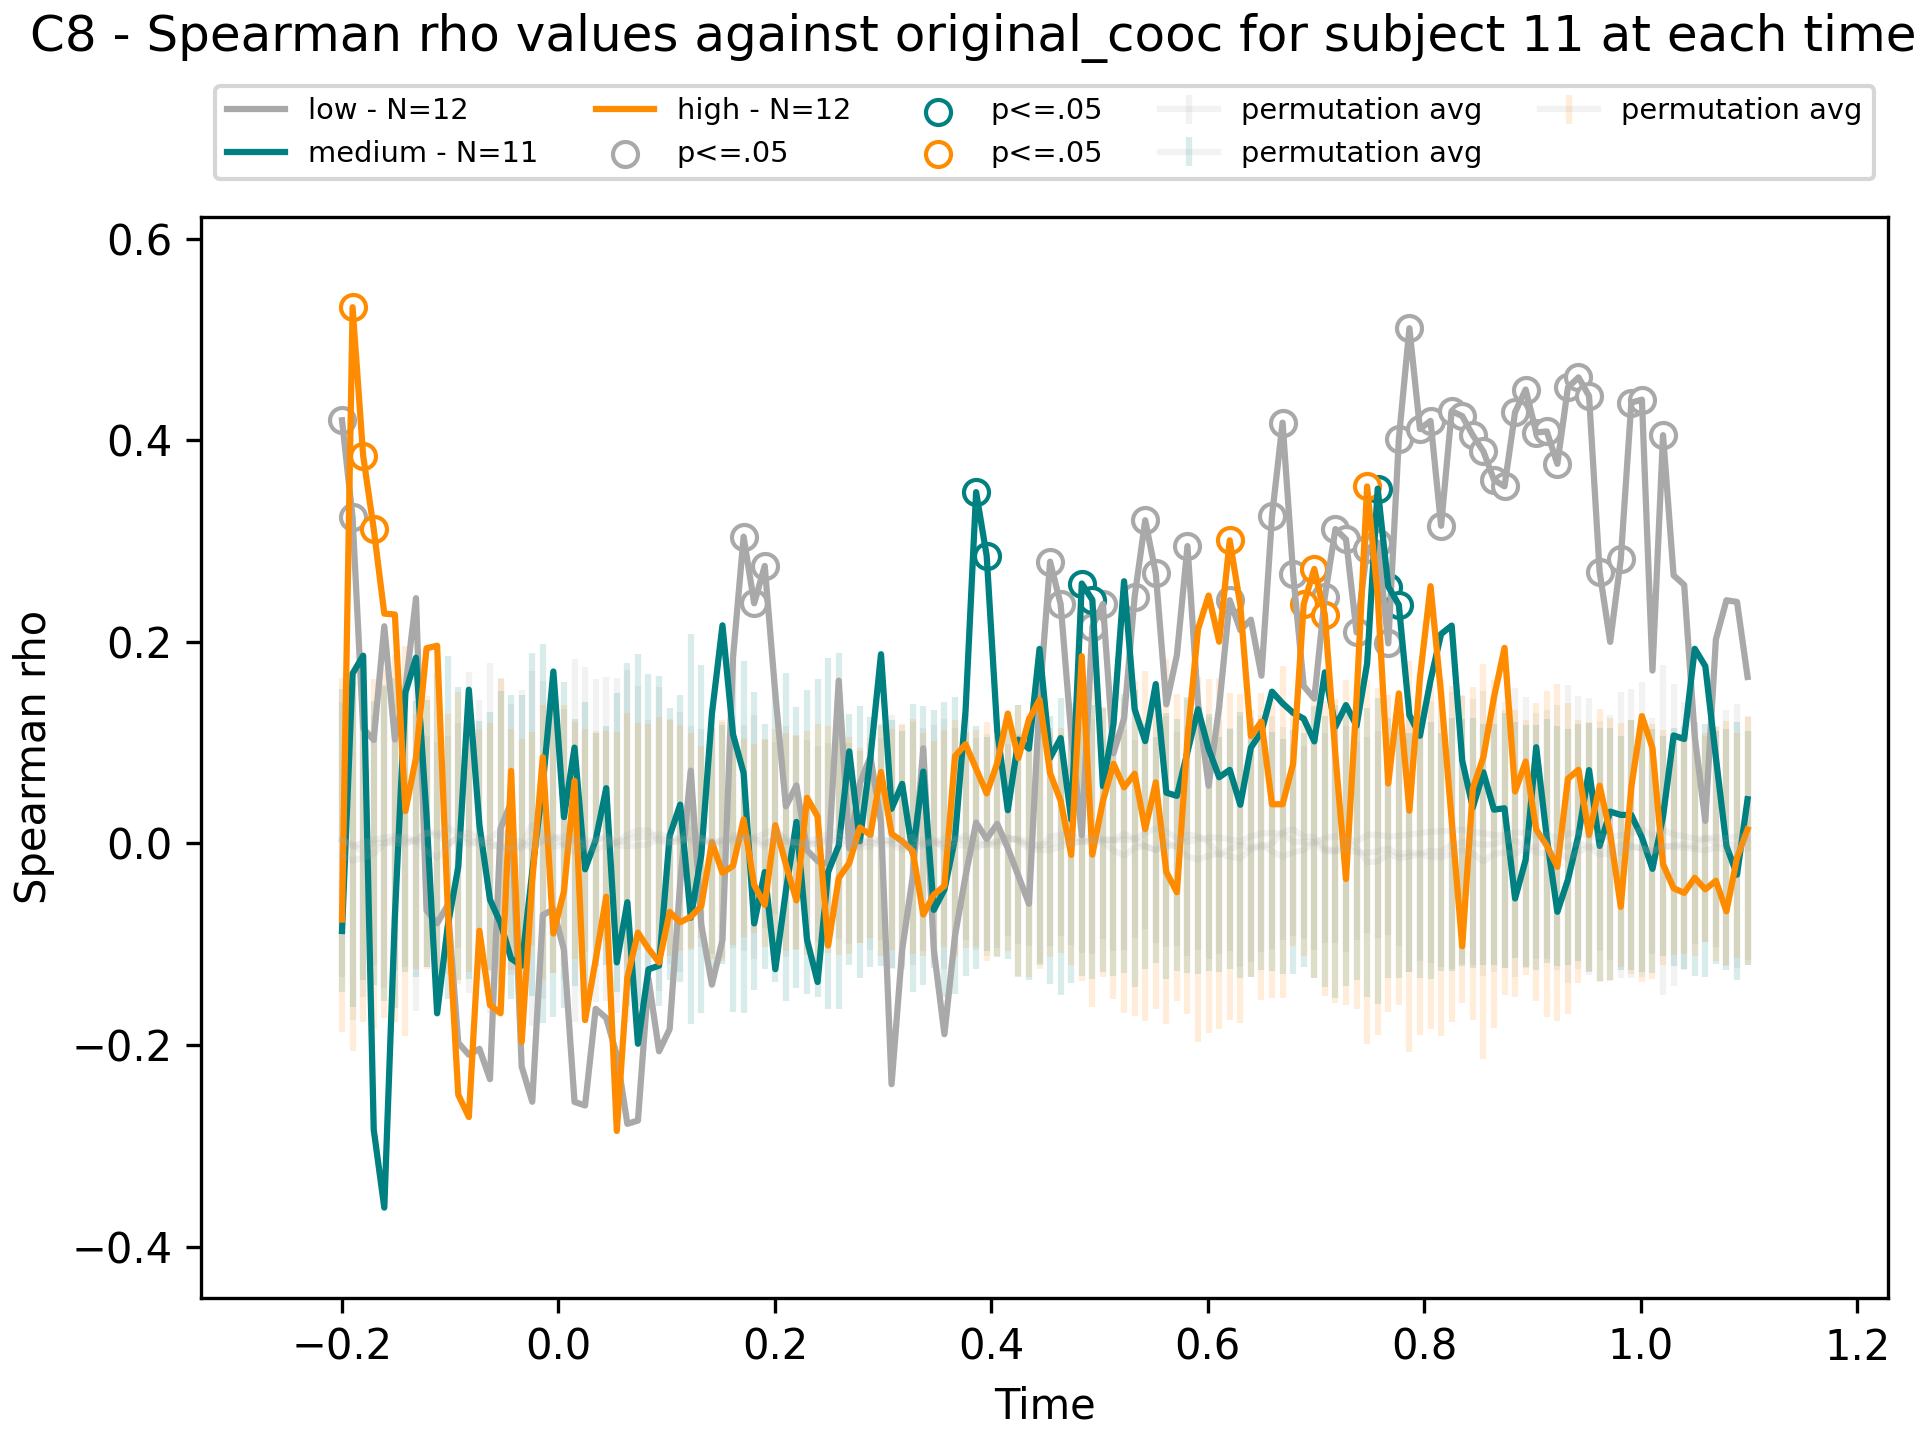 C8 - Spearman rho values against original_cooc for subject 11 at each time
low - N=12
medium - N=11
high - N=12
p<=.05
p<=.05
p<=.05
permutation avg
permutation avg
permutation avg
0.6
0.4
0.2
0.0
−0.2
−0.4
Spearman rho
−0.2 0.0 0.2 0.4 0.6 0.8 1.0 1.2
Time